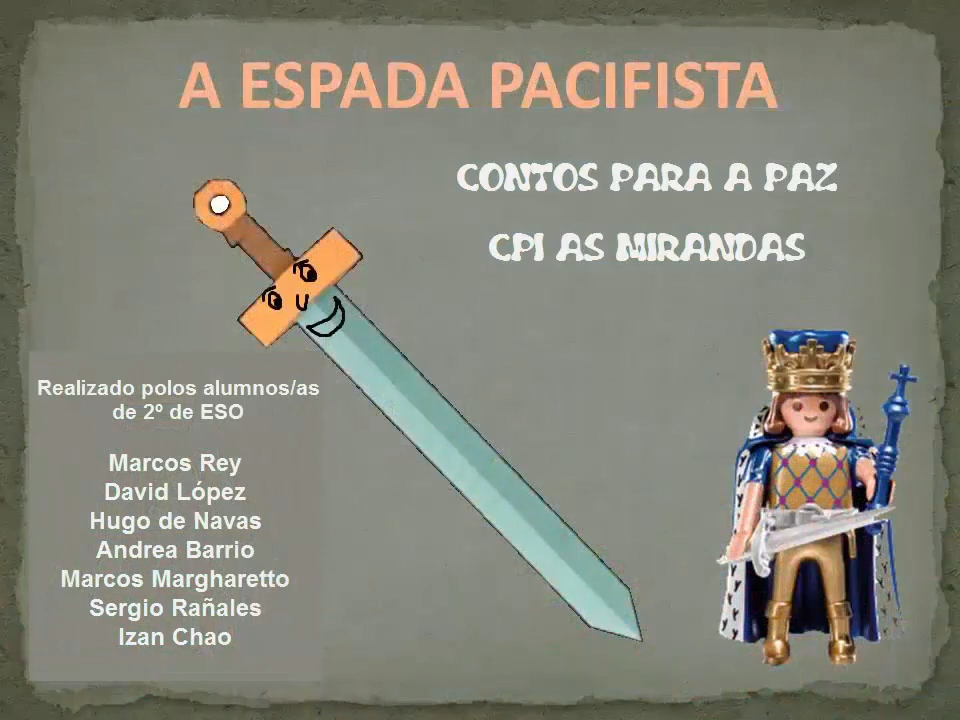 A ESPADA PACIFISTA
CONTOS PARA A PAZ
CPI AS MIRANDAS
Realizado polos alumnos/as
de 2º de ESO
Marcos Rey
David López
Hugo de Navas
Andrea Barrio
Marcos Margharetto
Sergio Rañales
Izan Chao